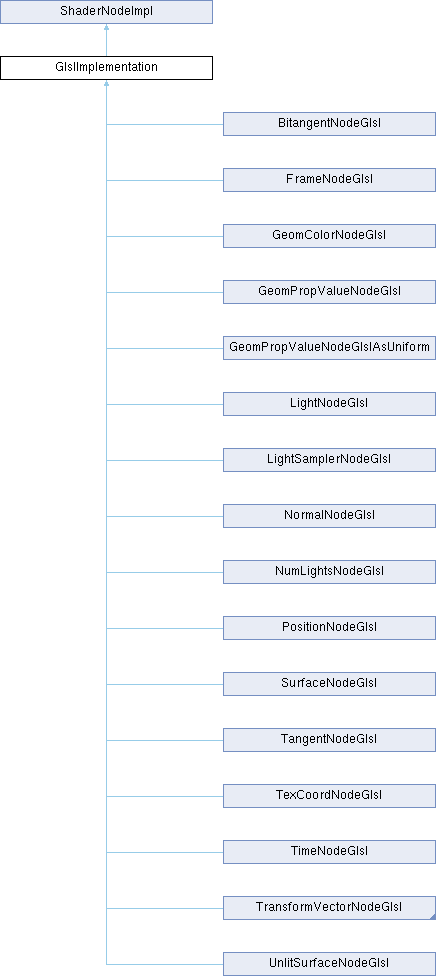 ShaderNodeImpl
GlslImplementation
BitangentNodeGlsl
FrameNodeGlsl
GeomColorNodeGlsl
GeomPropValueNodeGlsl
GeomPropValueNodeGlslAsUniform
LightNodeGlsl
LightSamplerNodeGlsl
NormalNodeGlsl
NumLightsNodeGlsl
PositionNodeGlsl
SurfaceNodeGlsl
TangentNodeGlsl
TexCoordNodeGlsl
TimeNodeGlsl
TransformVectorNodeGlsl
UnlitSurfaceNodeGlsl